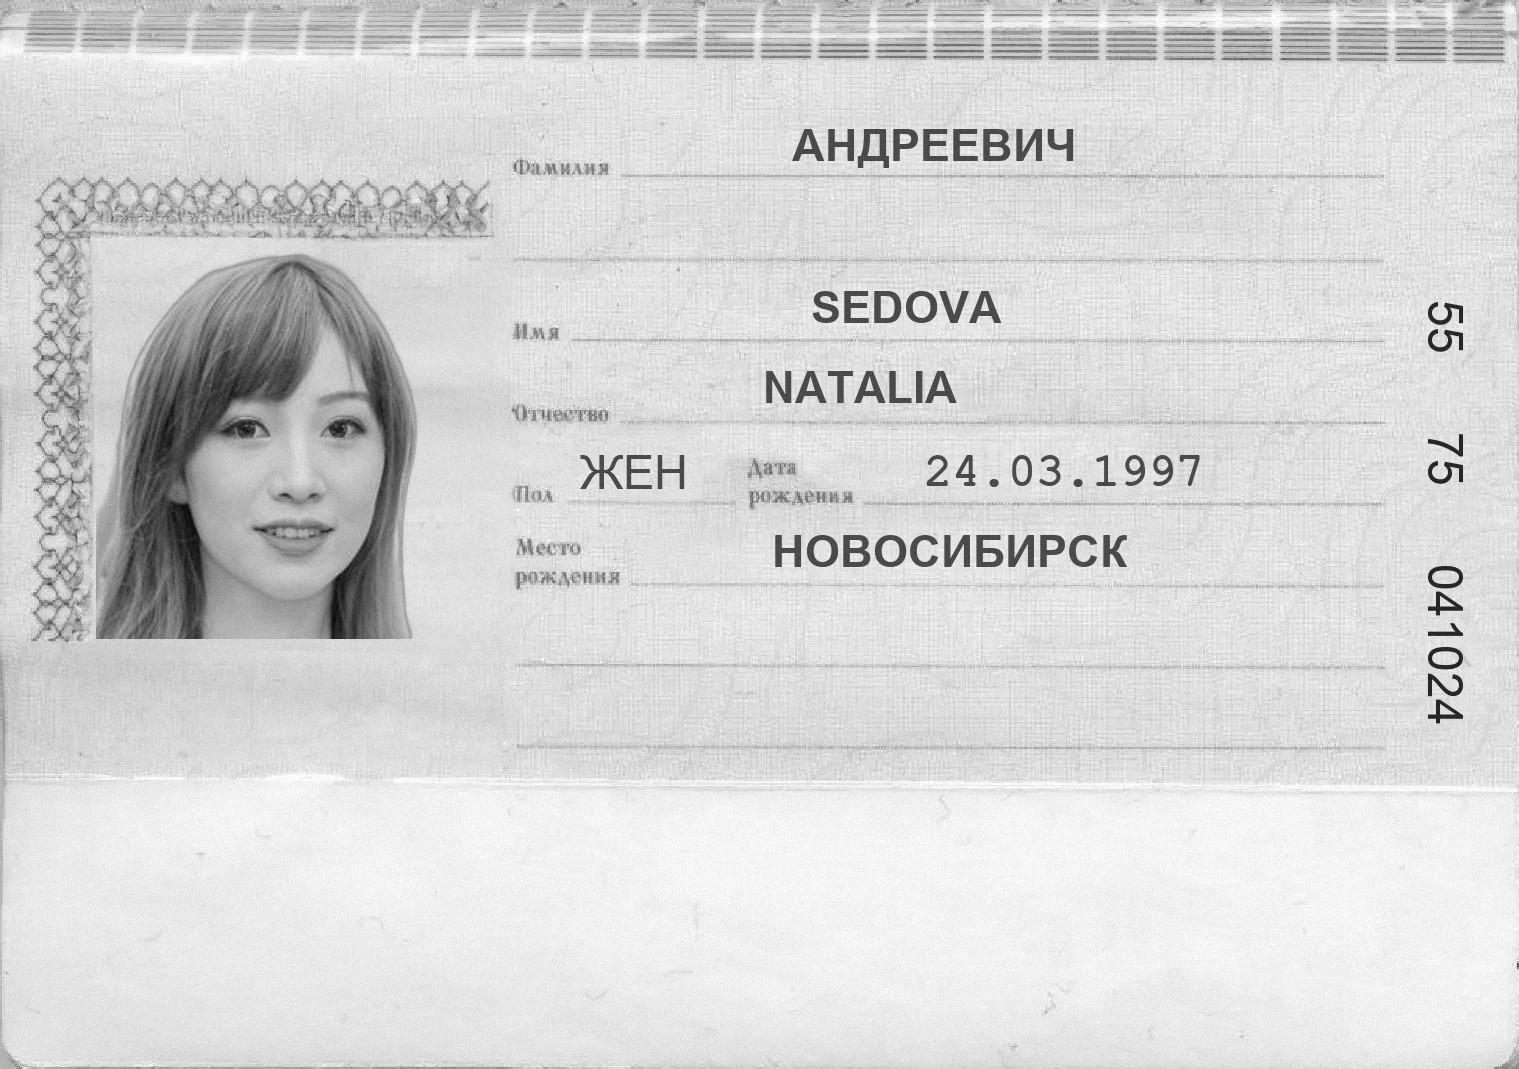 Фамилия АНДРЕЕВИЧ
Имя SEDOVA
Отчество NATALIA
Пол ЖЕН Дата рождения 24.03.1997
Место рождения НОВОСИБИРСК
55 75 041024